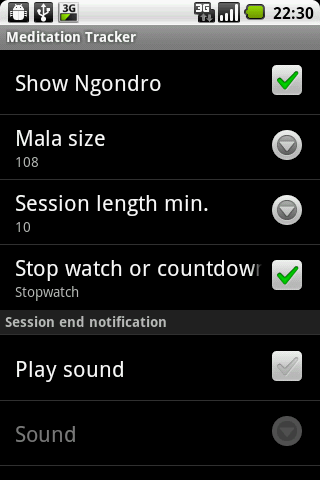 3G 3G 22:30
Meditation Tracker
Show Ngondro
Mala size
108
Session length min.
10
Stop watch or countdown
Stopwatch
Session end notification
Play sound
Sound